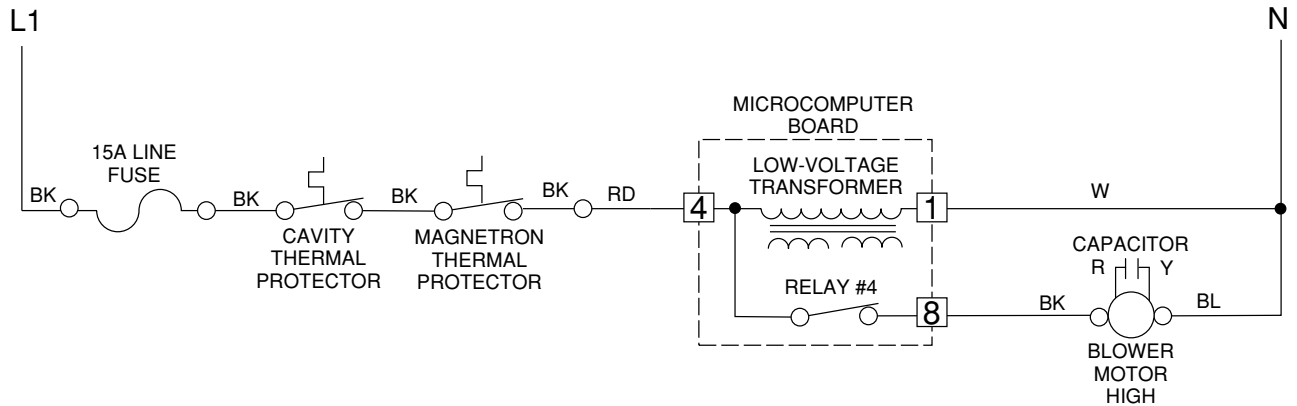 L1
N
MICROCOMPUTER
BOARD
15A LINE
FUSE
LOW-VOLTAGE
TRANSFORMER
BK
BK
BK
BK
RD
4
1
W
CAVITY
THERMAL
PROTECTOR
MAGNETRON
THERMAL
PROTECTOR
CAPACITOR
R
Y
RELAY #4
8
BK
BL
BLOWER
MOTOR
HIGH